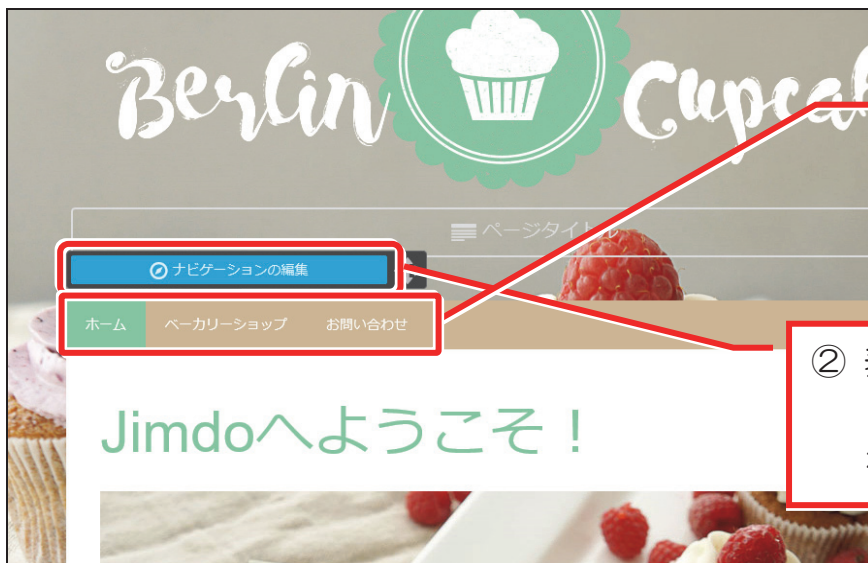 Berlin
ページタイトル
ナビゲーションの編集
ホーム ベーカリーショップ お問い合わせ
②
Jimdoへようこそ！